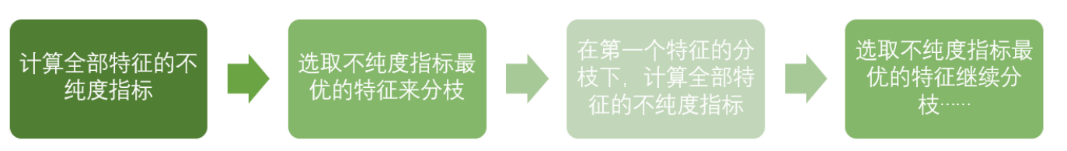 计算全部特征的不
纯度指标
选取不纯度指标最
优的特征来分枝
在第一个特征的分
枝下，计算全部特
征的不纯度指标
选取不纯度指标最
优的特征继续分
枝……